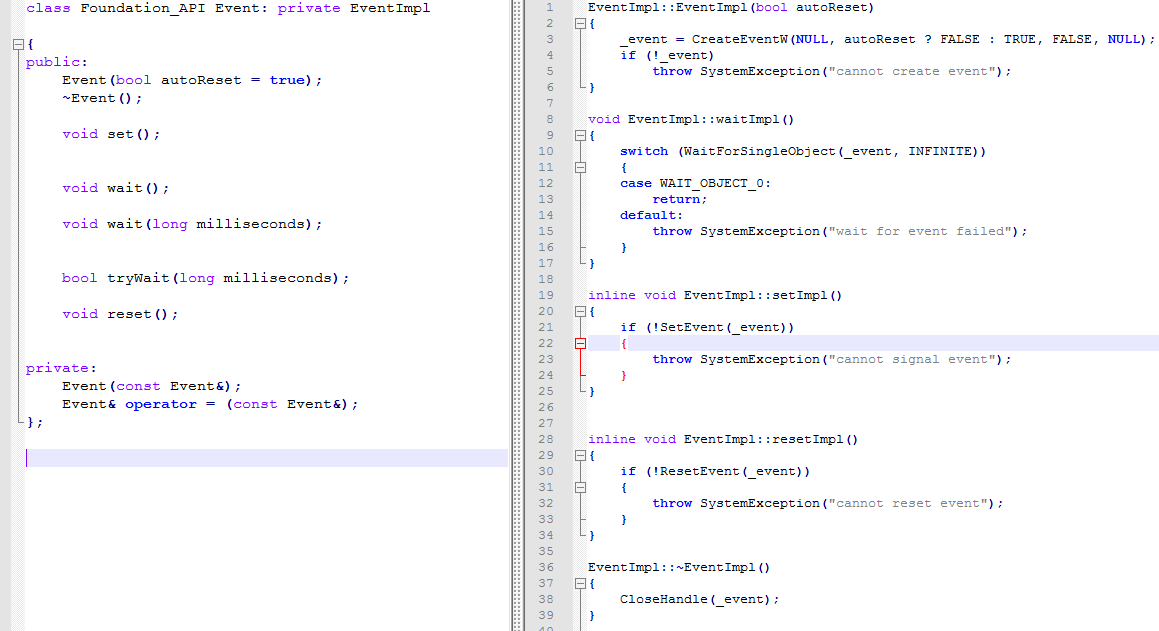 class Foundation_API Event: private EventImpl
{
public:
    Event(bool autoReset = true);
    ~Event();
    void set();
    void wait();
    void wait(long milliseconds);
    bool tryWait(long milliseconds);
    void reset();
private:
    Event(const Event&);
    Event& operator = (const Event&);
};
1 EventImpl::EventImpl(bool autoReset)
2 {
3     _event = CreateEventW(NULL, autoReset ? FALSE : TRUE, FALSE, NULL);
4     if (!_event)
5         throw SystemException("cannot create event");
6 }
7
8 void EventImpl::waitImpl()
9 {
10     switch (WaitForSingleObject(_event, INFINITE))
11     {
12     case WAIT_OBJECT_0:
13         return;
14     default:
15         throw SystemException("wait for event failed");
16     }
17 }
18
19 inline void EventImpl::setImpl()
20 {
21     if (!SetEvent(_event))
22     {
23         throw SystemException("cannot signal event");
24     }
25 }
26
27
28 inline void EventImpl::resetImpl()
29 {
30     if (!ResetEvent(_event))
31     {
32         throw SystemException("cannot reset event");
33     }
34 }
35
36 EventImpl::~EventImpl()
37 {
38     CloseHandle(_event);
39 }
40